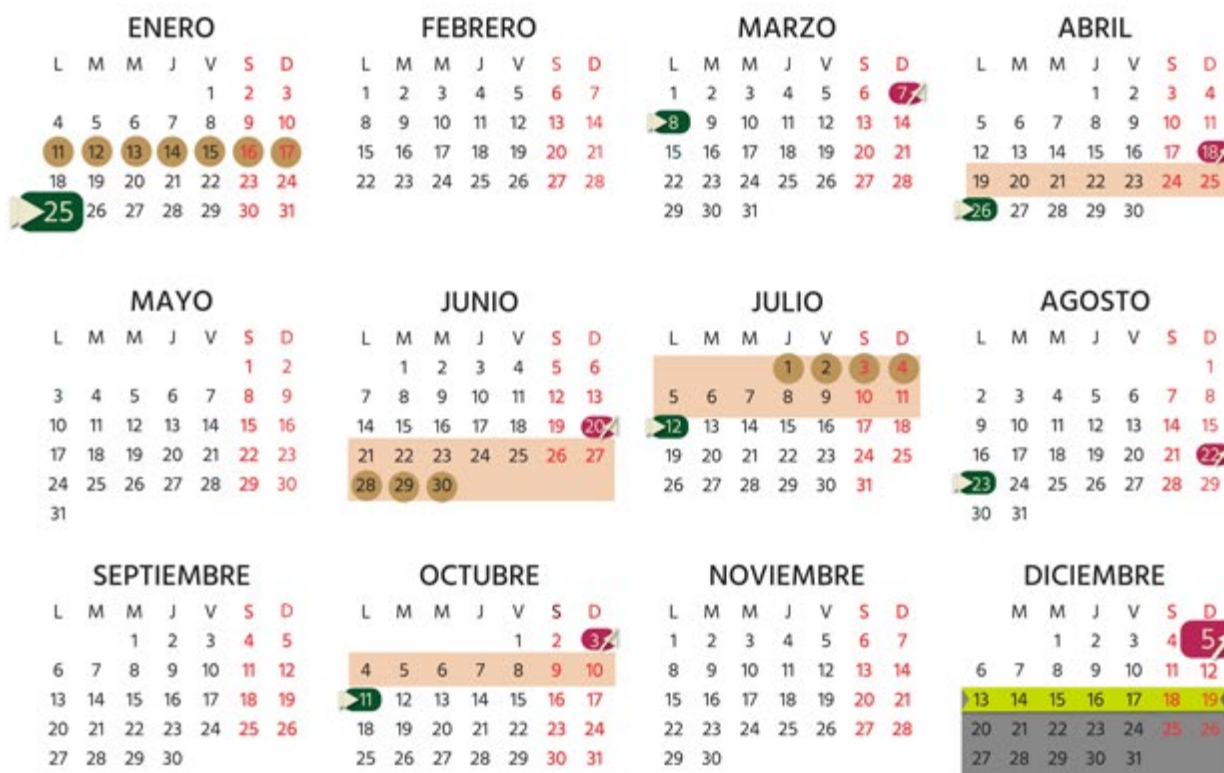 ENERO
L M M J V S D
1 2 3
4 5 6 7 8 9 10
11 12 13 14 15 16 17
18 19 20 21 22 23 24
25 26 27 28 29 30 31
FEBRERO
L M M J V S D
1 2 3 4 5 6 7
8 9 10 11 12 13 14
15 16 17 18 19 20 21
22 23 24 25 26 27 28
MARZO
L M M J V S D
1 2 3 4 5 6 7
8 9 10 11 12 13 14
15 16 17 18 19 20 21
22 23 24 25 26 27 28
29 30 31
ABRIL
L M M J V S D
1 2 3 4
5 6 7 8 9 10 11
12 13 14 15 16 17 18
19 20 21 22 23 24 25
26 27 28 29 30
MAYO
L M M J V S D
1 2
3 4 5 6 7 8 9
10 11 12 13 14 15 16
17 18 19 20 21 22 23
24 25 26 27 28 29 30
31
JUNIO
L M M J V S D
1 2 3 4 5 6
7 8 9 10 11 12 13
14 15 16 17 18 19 20
21 22 23 24 25 26 27
28 29 30
JULIO
L M M J V S D
1 2 3 4
5 6 7 8 9 10 11
12 13 14 15 16 17 18
19 20 21 22 23 24 25
26 27 28 29 30 31
AGOSTO
L M M J V S D
1
2 3 4 5 6 7 8
9 10 11 12 13 14 15
16 17 18 19 20 21 22
23 24 25 26 27 28 29
30 31
SEPTIEMBRE
L M M J V S D
1 2 3 4 5
6 7 8 9 10 11 12
13 14 15 16 17 18 19
20 21 22 23 24 25 26
27 28 29 30
OCTUBRE
L M M J V S D
1 2 3
4 5 6 7 8 9 10
11 12 13 14 15 16 17
18 19 20 21 22 23 24
25 26 27 28 29 30 31
NOVIEMBRE
L M M J V S D
1 2 3 4 5 6 7
8 9 10 11 12 13 14
15 16 17 18 19 20 21
22 23 24 25 26 27 28
29 30
DICIEMBRE
M M J V S D
1 2 3 4 5
6 7 8 9 10 11 12
13 14 15 16 17 18 19
20 21 22 23 24 25 26
27 28 29 30 31